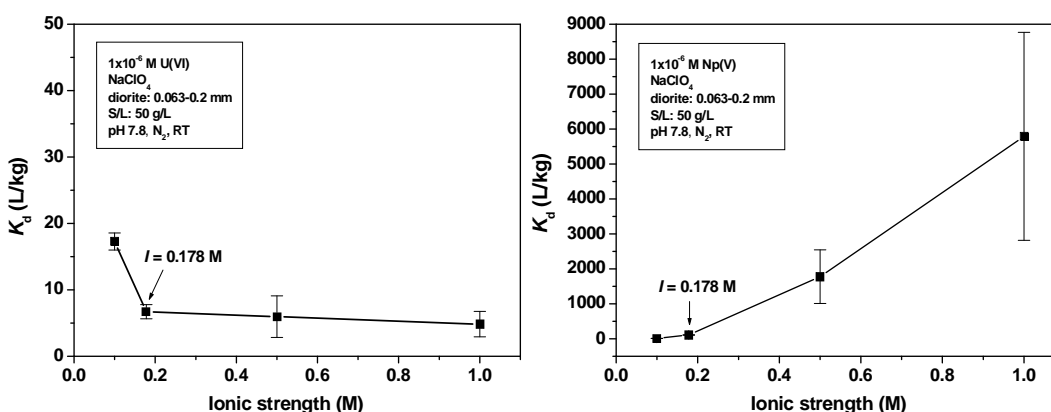 50
40
30
20
10
0
K_d (L/kg)
1x10⁻⁶ M U(VI)
NaClO₄
diorite: 0.063-0.2 mm
S/L: 50 g/L
pH 7.8, N₂, RT
I = 0.178 M
0.0 0.2 0.4 0.6 0.8 1.0
Ionic strength (M)
9000
8000
7000
6000
5000
4000
3000
2000
1000
0
K_d (L/kg)
1x10⁻⁶ M Np(V)
NaClO₄
diorite: 0.063-0.2 mm
S/L: 50 g/L
pH 7.8, N₂, RT
I = 0.178 M
0.0 0.2 0.4 0.6 0.8 1.0
Ionic strength (M)